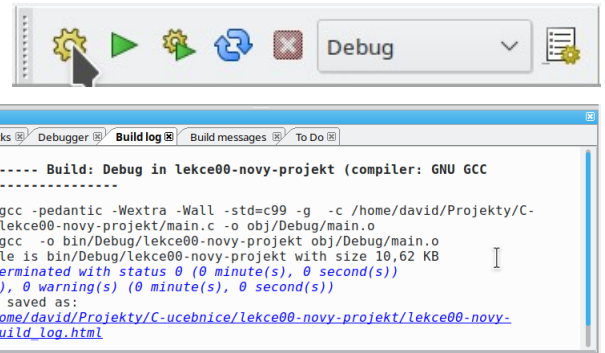 Debug
ks Debugger Build log Build messages To Do
----- Build: Debug in lekce00-novy-projekt (compiler: GNU GCC
---------------
gcc -pedantic -Wextra -Wall -std=c99 -g  -c /home/david/Projekty/C-
lekce00-novy-projekt/main.c -o obj/Debug/main.o
gcc  -o bin/Debug/lekce00-novy-projekt obj/Debug/main.o
le is bin/Debug/lekce00-novy-projekt with size 10,62 KB
erminated with status 0 (0 minute(s), 0 second(s))
), 0 warning(s) (0 minute(s), 0 second(s))
saved as:
ome/david/Projekty/C-ucebnice/lekce00-novy-projekt/lekce00-novy-
uild_log.html